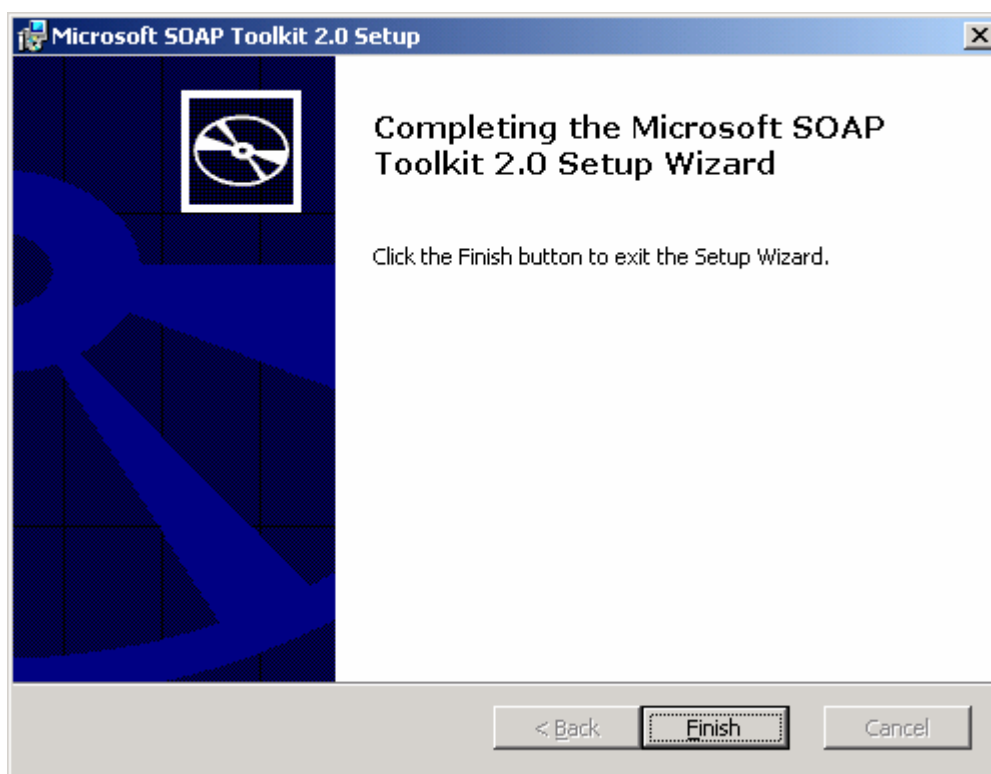 Microsoft SOAP Toolkit 2.0 Setup
Completing the Microsoft SOAP
Toolkit 2.0 Setup Wizard
Click the Finish button to exit the Setup Wizard.
< Back Finish Cancel